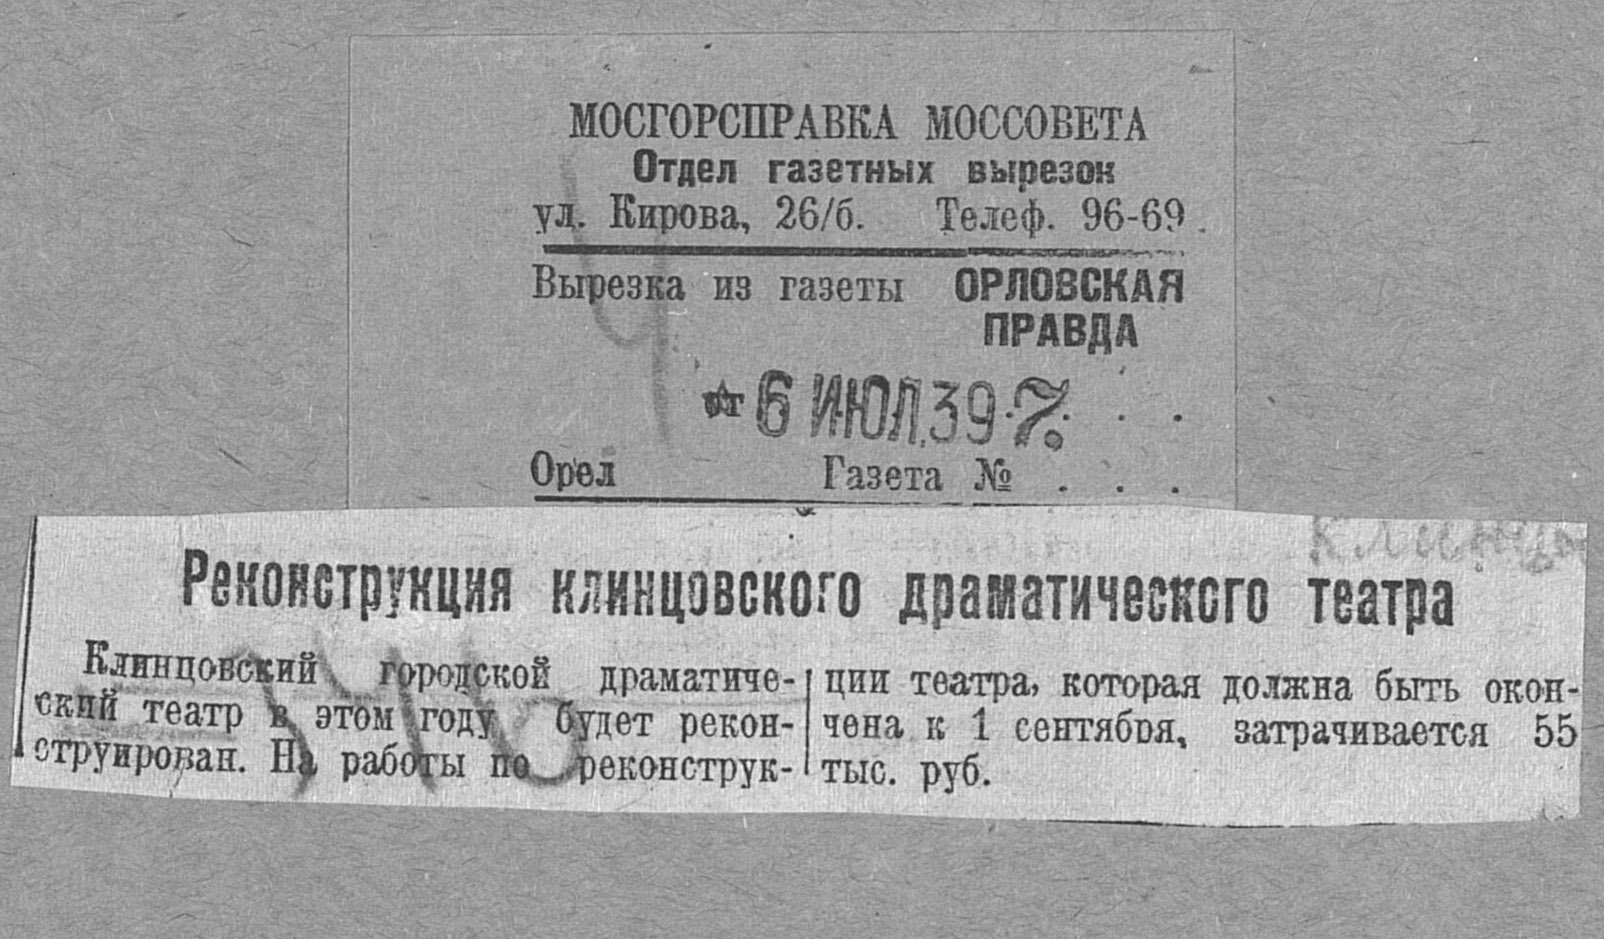 МОСГОРСПРАВКА МОССОВЕТА
Отдел газетных вырезок
ул. Кирова, 26/б. Телеф. 96-69
Вырезка из газеты ОРЛОВСКАЯ
ПРАВДА
от 6 ИЮЛ. 39 г.
Орел Газета № . . .
Клинцы
Реконструкция клинцовского драматического театра
Клинцовский городской драматиче-
ский театр в этом году будет рекон-
струирован. На работы по реконструк-
ции театра, которая должна быть окон-
чена к 1 сентября, затрачивается 55
тыс. руб.